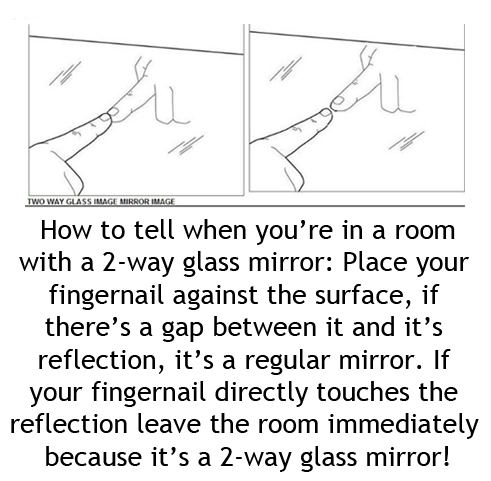 TWO WAY GLASS IMAGE MIRROR IMAGE
How to tell when you’re in a room
with a 2-way glass mirror: Place your
fingernail against the surface, if
there’s a gap between it and it’s
reflection, it’s a regular mirror. If
your fingernail directly touches the
reflection leave the room immediately
because it’s a 2-way glass mirror!